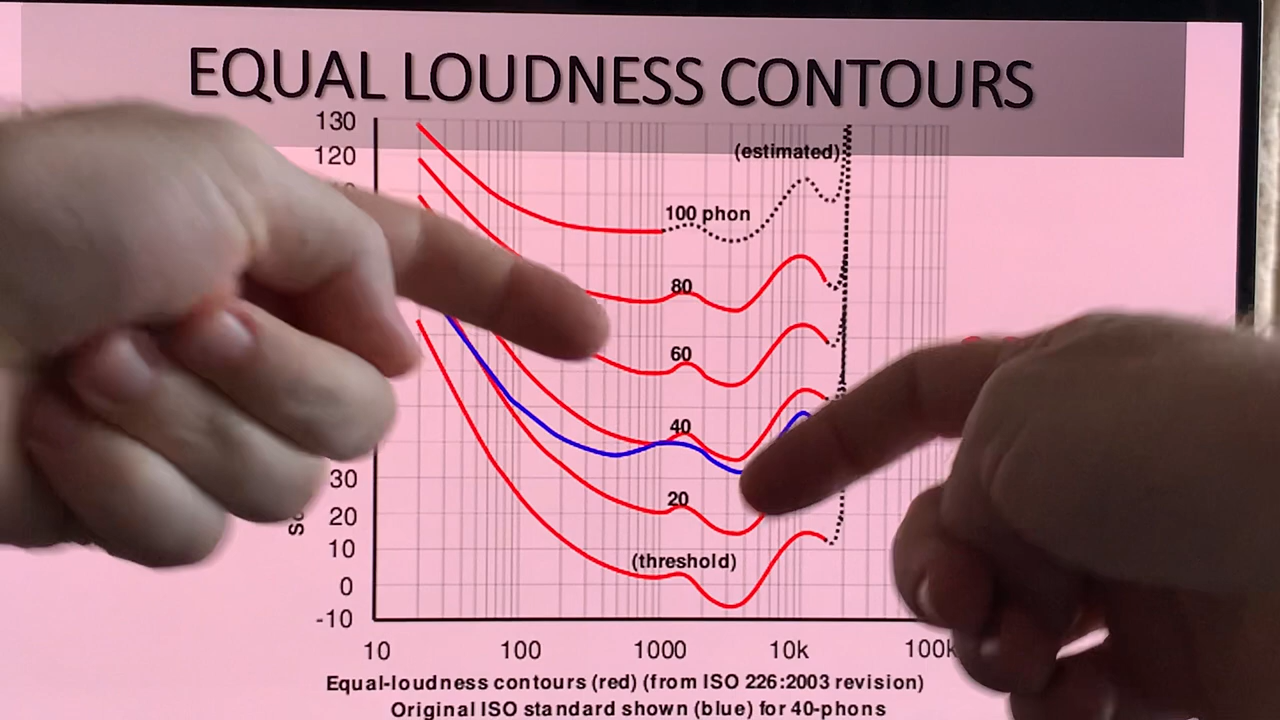 EQUAL LOUDNESS CONTOURS
130
120
(estimated)
100 phon
80
60
40
30
20
20
(threshold)
10
0
-10
10
100
1000
10k
100k
Equal-loudness contours (red) (from ISO 226:2003 revision)
Original ISO standard shown (blue) for 40-phons